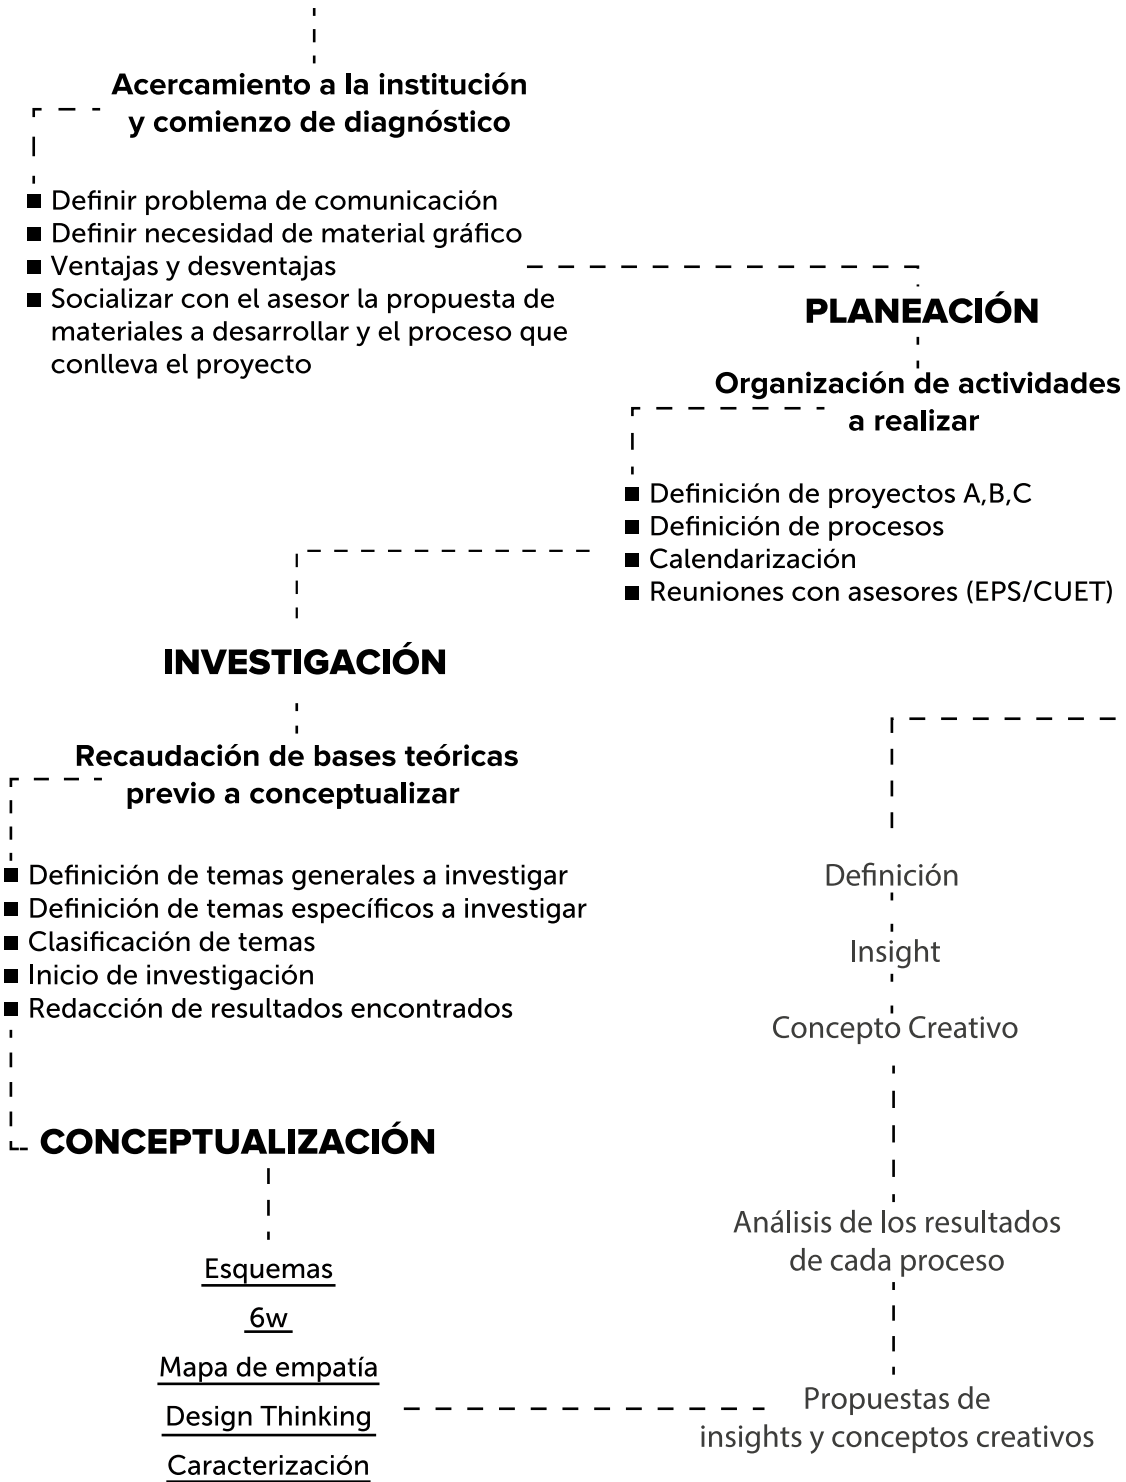 Acercamiento a la institución
y comienzo de diagnóstico
Definir problema de comunicación
Definir necesidad de material gráfico
Ventajas y desventajas
Socializar con el asesor la propuesta de
materiales a desarrollar y el proceso que
conlleva el proyecto
PLANEACIÓN
Organización de actividades
a realizar
Definición de proyectos A,B,C
Definición de procesos
Calendarización
Reuniones con asesores (EPS/CUET)
INVESTIGACIÓN
Recaudación de bases teóricas
previo a conceptualizar
Definición de temas generales a investigar
Definición de temas específicos a investigar
Clasificación de temas
Inicio de investigación
Redacción de resultados encontrados
CONCEPTUALIZACIÓN
Esquemas
6w
Mapa de empatía
Design Thinking
Caracterización
Definición
Insight
Concepto Creativo
Análisis de los resultados
de cada proceso
Propuestas de
insights y conceptos creativos